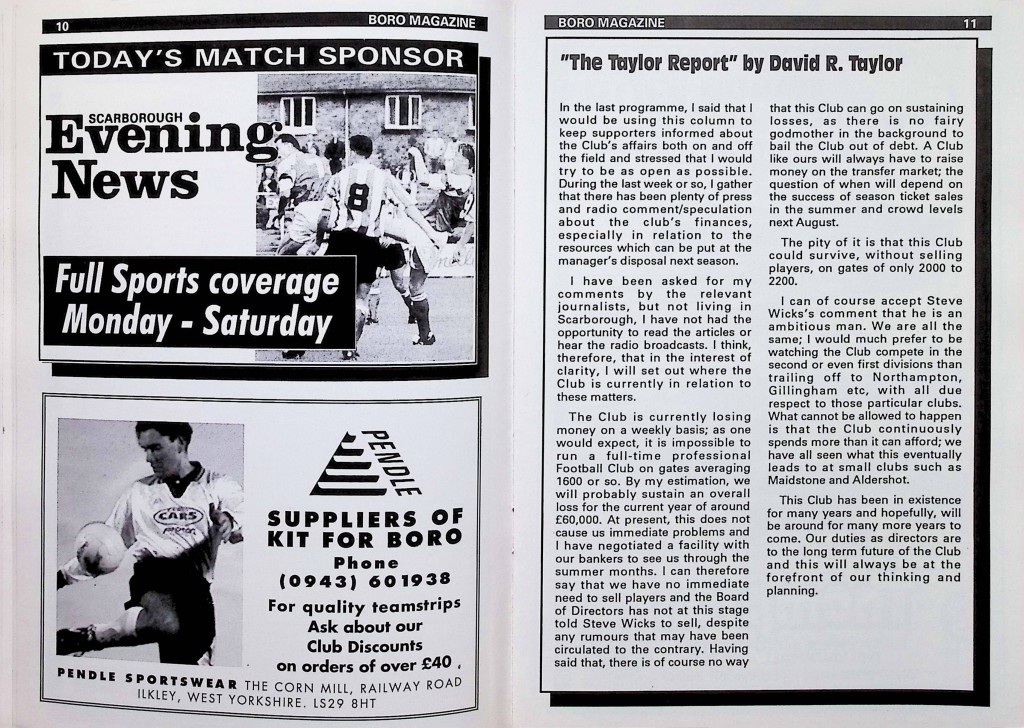 10
BORO MAGAZINE
TODAY'S MATCH SPONSOR
SCARBOROUGH
Evening
News
8
Full Sports coverage
Monday - Saturday
CARS
PENDLE
SUPPLIERS OF
KIT FOR BORO
Phone
(0943) 601938
For quality teamstrips
Ask about our
Club Discounts
on orders of over £40.
PENDLE SPORTSWEAR THE CORN MILL, RAILWAY ROAD
ILKLEY, WEST YORKSHIRE. LS29 8HT
BORO MAGAZINE
11
"The Taylor Report" by David R. Taylor
In the last programme, I said that I
would be using this column to
keep supporters informed about
the Club's affairs both on and off
the field and stressed that I would
try to be as open as possible.
During the last week or so, I gather
that there has been plenty of press
and radio comment/speculation
about the club's finances,
especially in relation to the
resources which can be put at the
manager's disposal next season.
I have been asked for my
comments by the relevant
journalists, but not living in
Scarborough, I have not had the
opportunity to read the articles or
hear the radio broadcasts. I think,
therefore, that in the interest of
clarity, I will set out where the
Club is currently in relation to
these matters.
The Club is currently losing
money on a weekly basis; as one
would expect, it is impossible to
run a full-time professional
Football Club on gates averaging
1600 or so. By my estimation, we
will probably sustain an overall
loss for the current year of around
£60,000. At present, this does not
cause us immediate problems and
I have negotiated a facility with
our bankers to see us through the
summer months. I can therefore
say that we have no immediate
need to sell players and the Board
of Directors has not at this stage
told Steve Wicks to sell, despite
any rumours that may have been
circulated to the contrary. Having
said that, there is of course no way
that this Club can go on sustaining
losses, as there is no fairy
godmother in the background to
bail the Club out of debt. A Club
like ours will always have to raise
money on the transfer market; the
question of when will depend on
the success of season ticket sales
in the summer and crowd levels
next August.
The pity of it is that this Club
could survive, without selling
players, on gates of only 2000 to
2200.
I can of course accept Steve
Wicks's comment that he is an
ambitious man. We are all the
same; I would much prefer to be
watching the Club compete in the
second or even first divisions than
trailing off to Northampton,
Gillingham etc, with all due
respect to those particular clubs.
What cannot be allowed to happen
is that the Club continuously
spends more than it can afford; we
have all seen what this eventually
leads to at small clubs such as
Maidstone and Aldershot.
This Club has been in existence
for many years and hopefully, will
be around for many more years to
come. Our duties as directors are
to the long term future of the Club
and this will always be at the
forefront of our thinking and
planning.